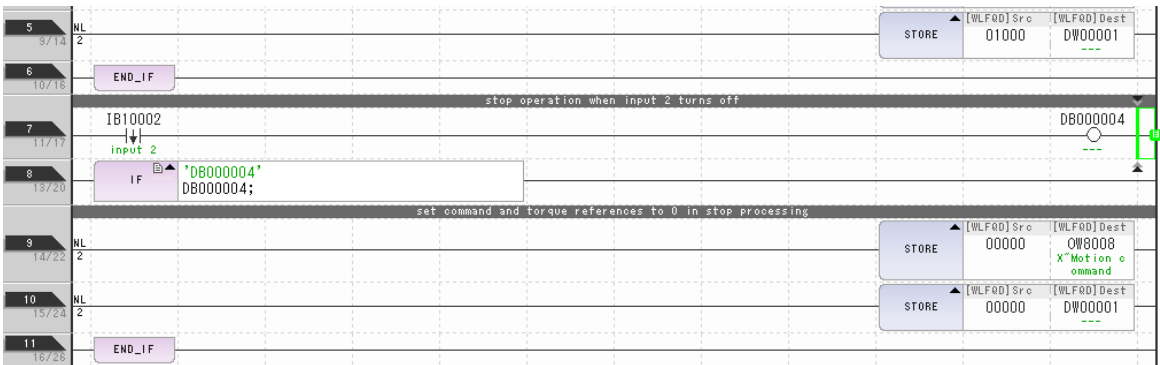 5
9/14
NL
2
STORE
[WLFQD]Src
01000
[WLFQD]Dest
DW00001
---
6
10/16
END_IF
stop operation when input 2 turns off
7
11/17
IB10002
input 2
DB000004
---
8
13/20
IF
'DB000004'
DB000004;
set command and torque references to 0 in stop processing
9
14/22
NL
2
STORE
[WLFQD]Src
00000
[WLFQD]Dest
OW8008
X~Motion c
ommand
10
15/24
NL
2
STORE
[WLFQD]Src
00000
[WLFQD]Dest
DW00001
---
11
16/26
END_IF